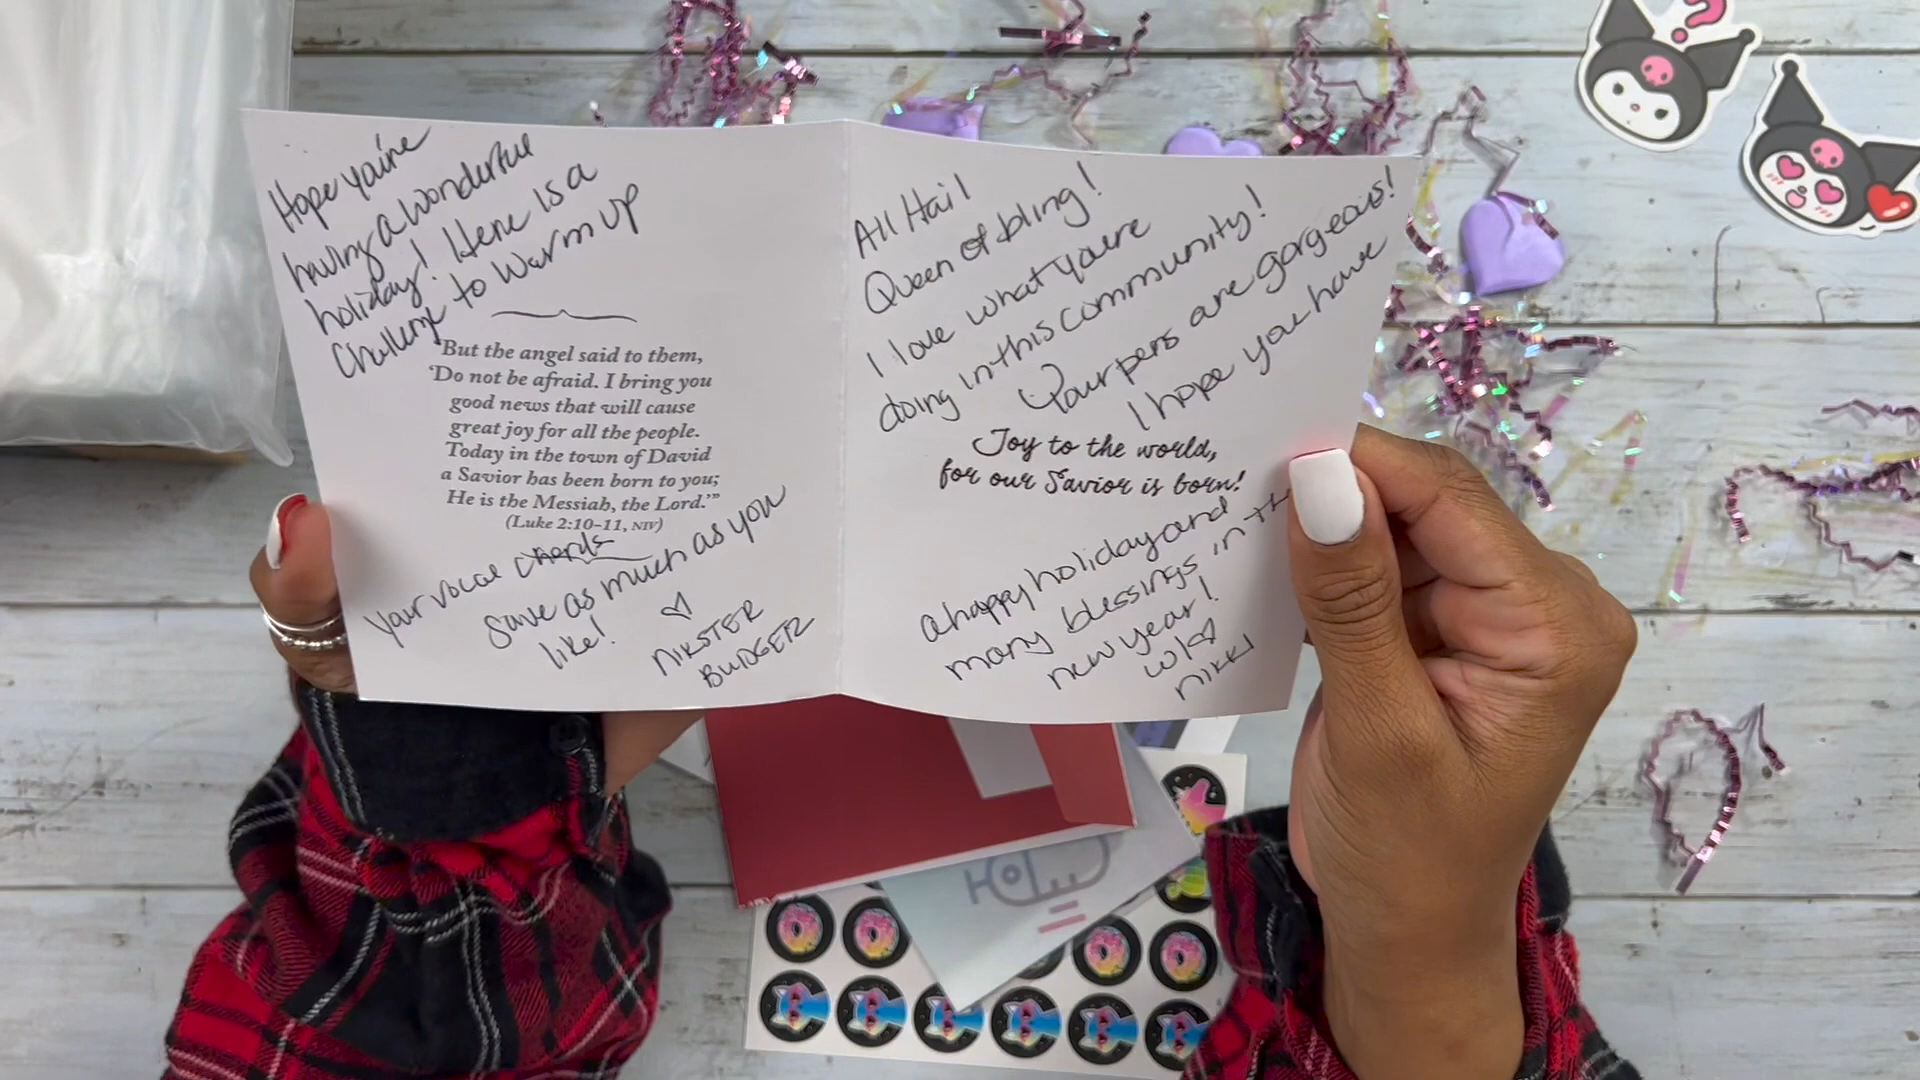 Hope you're
having a wonderful
holiday! Here is a
Challenge to warm up
"But the angel said to them,
'Do not be afraid. I bring you
good news that will cause
great joy for all the people.
Today in the town of David
a Savior has been born to you;
He is the Messiah, the Lord.'"
(Luke 2:10–11, NIV)
your vocal chords
Save as much as you
like!
NIKSTER
BUDGETZ
All Hail
Queen of bling!
I love what you're
doing in this community!
Your pens are gorgeous!
I hope you have
Joy to the world,
for our Savior is born!
a happy holiday and
many blessings in
new year!
Nikki
?